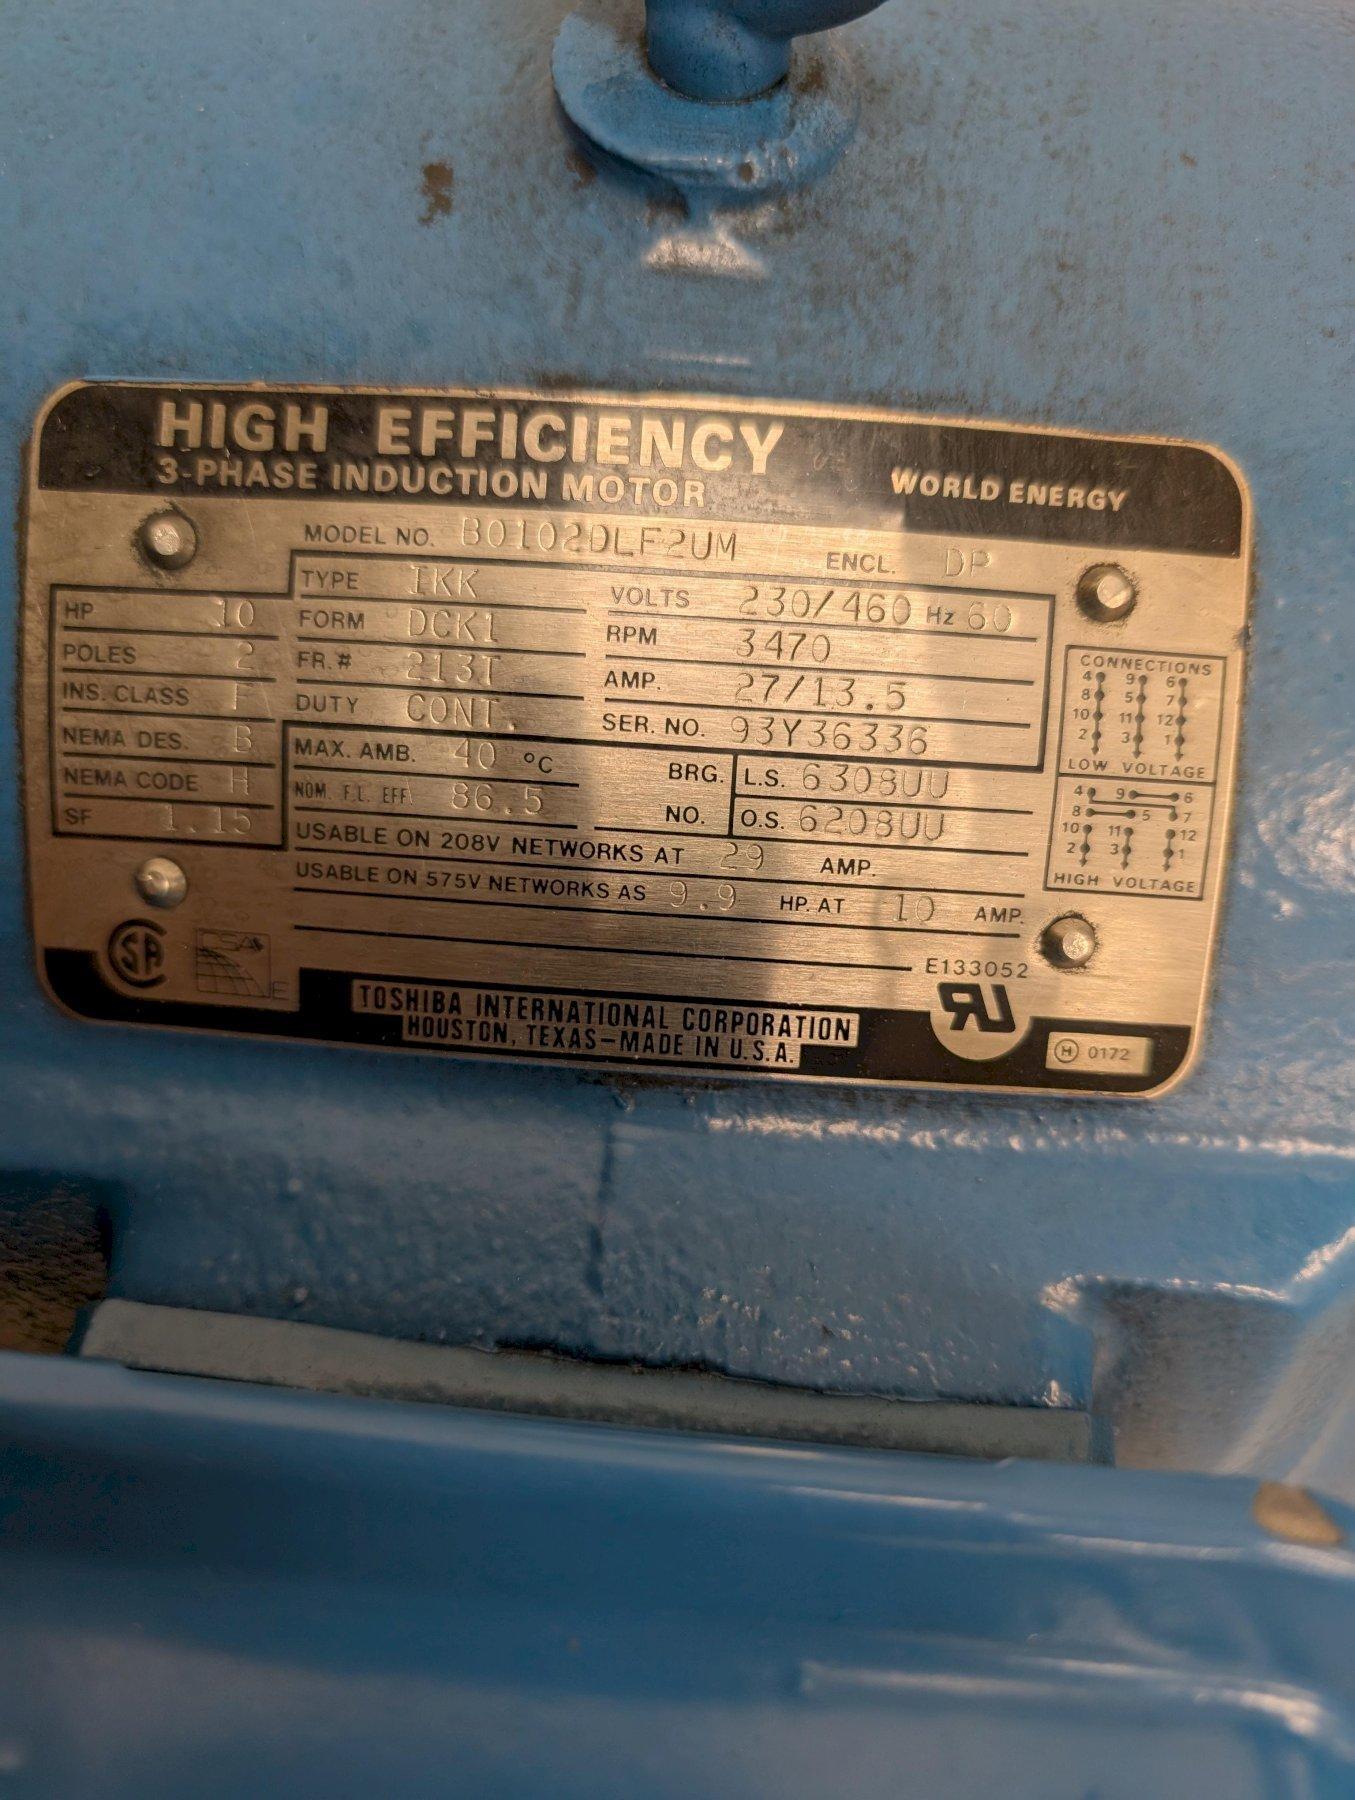 HIGH EFFICIENCY
3-PHASE INDUCTION MOTOR
WORLD ENERGY
MODEL NO. B0102DLF2UM ENCL. DP
TYPE IKK
FORM DCK1
FR.# 213T
DUTY CONT.
VOLTS 230/460 Hz 60
RPM 3470
AMP. 27/13.5
SER. NO. 93Y36336
HP 10
POLES 2
INS. CLASS F
NEMA DES. B
NEMA CODE H
SF 1.15
MAX. AMB. 40 °C
NOM. F.L. EFF. 86.5
BRG. NO.
L.S. 6308UU
O.S. 6208UU
USABLE ON 208V NETWORKS AT 29 AMP.
USABLE ON 575V NETWORKS AS 9.9 HP. AT 10 AMP.
CONNECTIONS
4 9 6
8 5 7
10 11 12
2 3 1
LOW VOLTAGE
4 9 6
8 5 7
10 11 12
2 3 1
HIGH VOLTAGE
SA
CSA
E
E133052
UR
TOSHIBA INTERNATIONAL CORPORATION
HOUSTON, TEXAS—MADE IN U.S.A.
H 0172